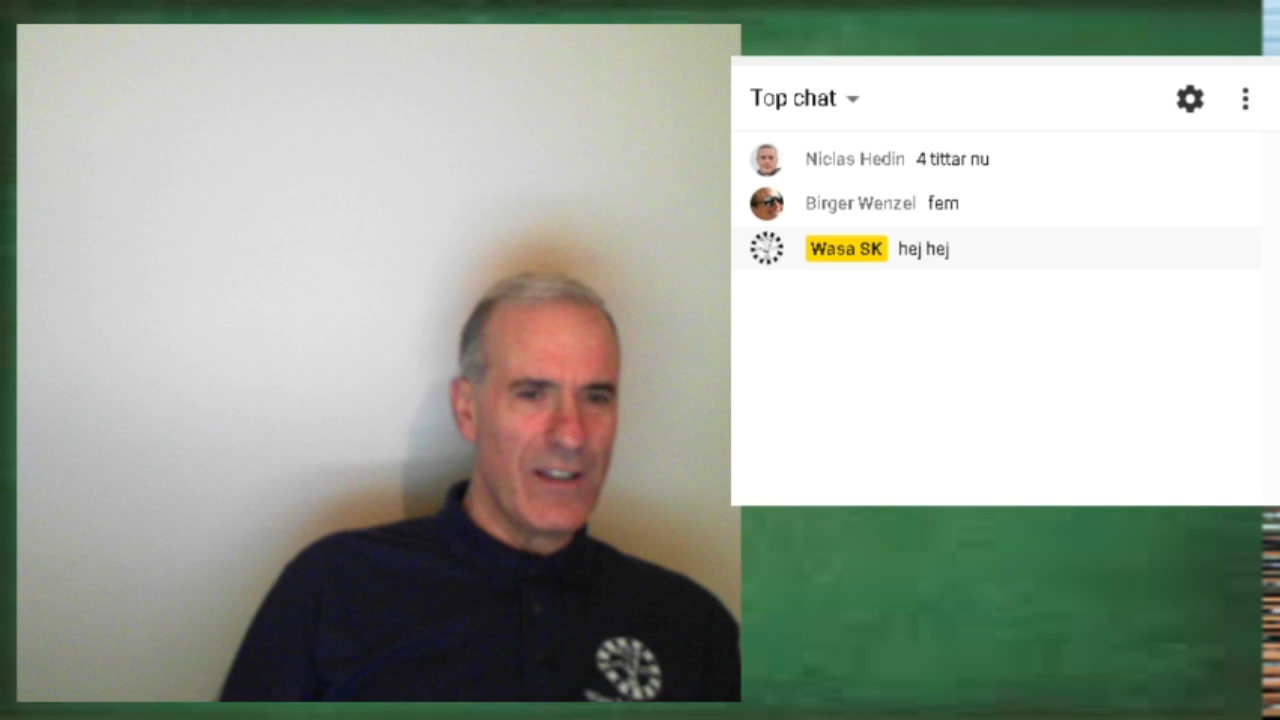 Top chat
Niclas Hedin 4 tittar nu
Birger Wenzel fem
Wasa SK hej hej